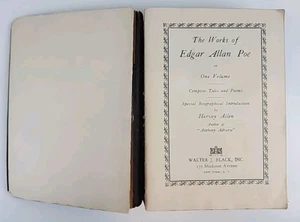 The Works of
Edgar Allan Poe
in
One Volume
Complete Tales and Poems
Special Biographical Introduction
by
Hervey Allen
Author of
"Anthony Adverse"
WALTER J. BLACK, INC.
171 Madison Avenue
NEW YORK, N. Y.